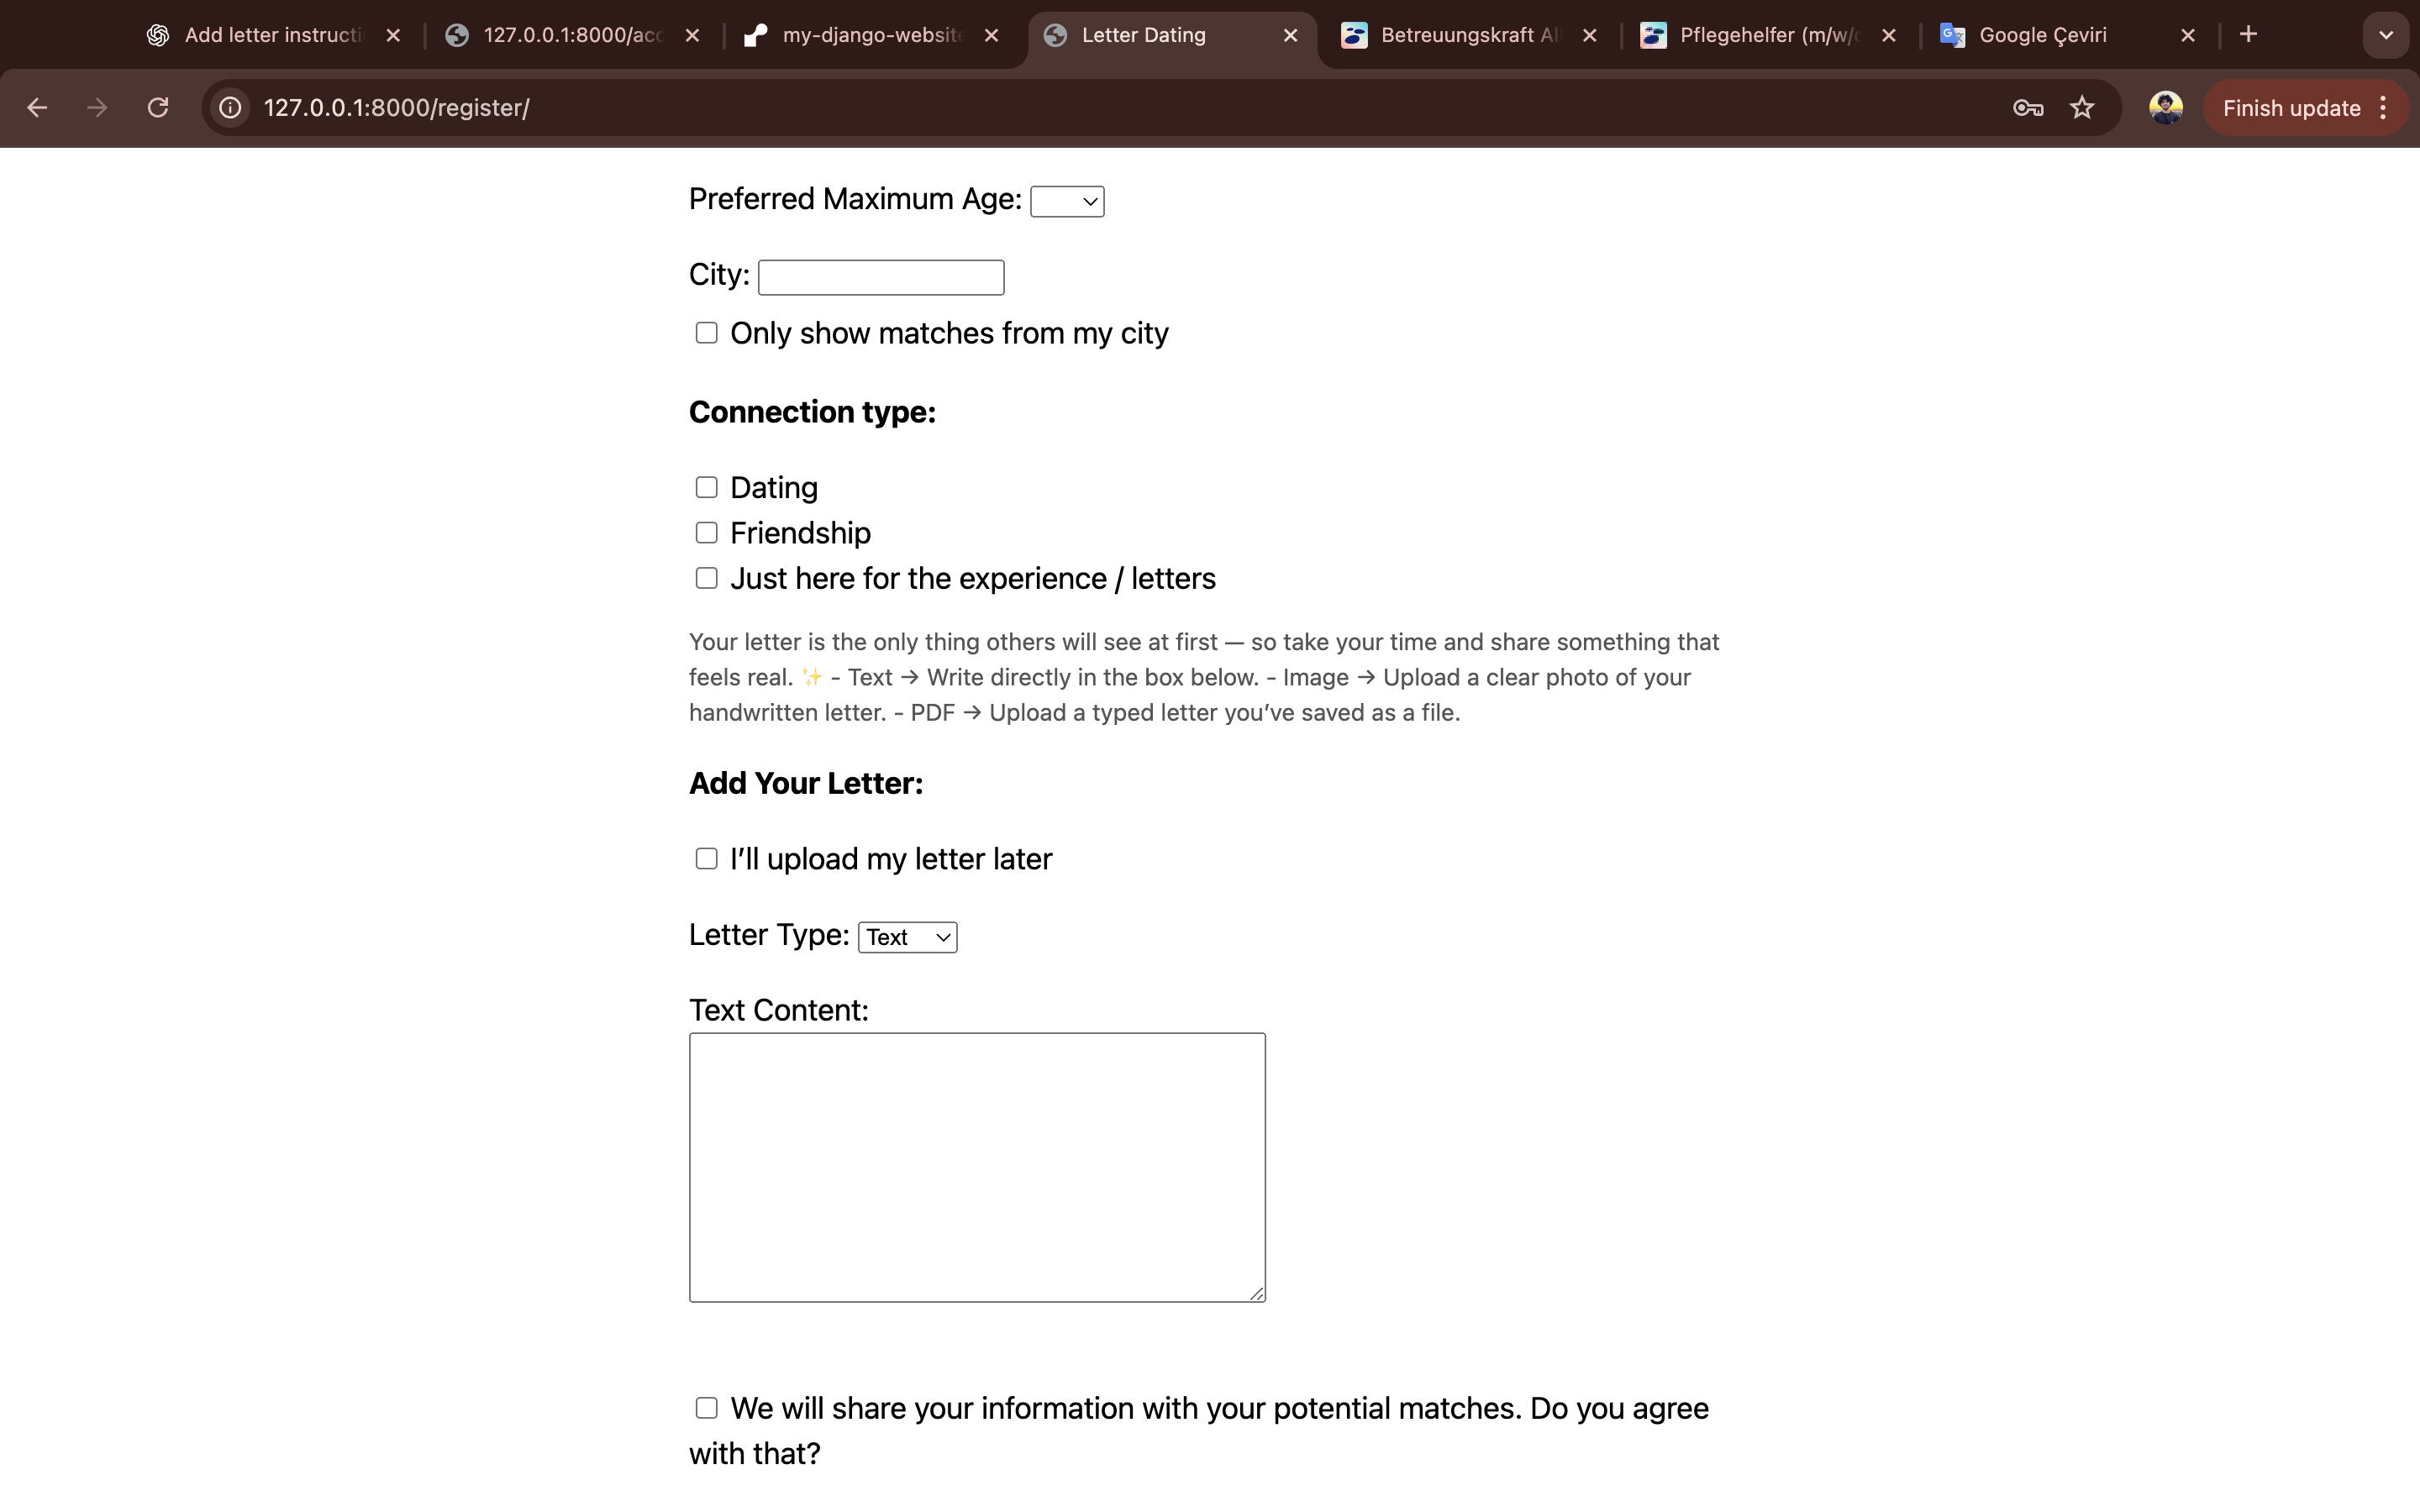 Add letter instructi
127.0.0.1:8000/acc
my-django-website
Letter Dating
Betreuungskraft Al
Pflegehelfer (m/w/d
Google Çeviri
127.0.0.1:8000/register/
Finish update
Preferred Maximum Age:
City:
Only show matches from my city
Connection type:
Dating
Friendship
Just here for the experience / letters
Your letter is the only thing others will see at first — so take your time and share something that
feels real. ✨ - Text → Write directly in the box below. - Image → Upload a clear photo of your
handwritten letter. - PDF → Upload a typed letter you’ve saved as a file.
Add Your Letter:
I’ll upload my letter later
Letter Type: Text
Text Content:
We will share your information with your potential matches. Do you agree
with that?